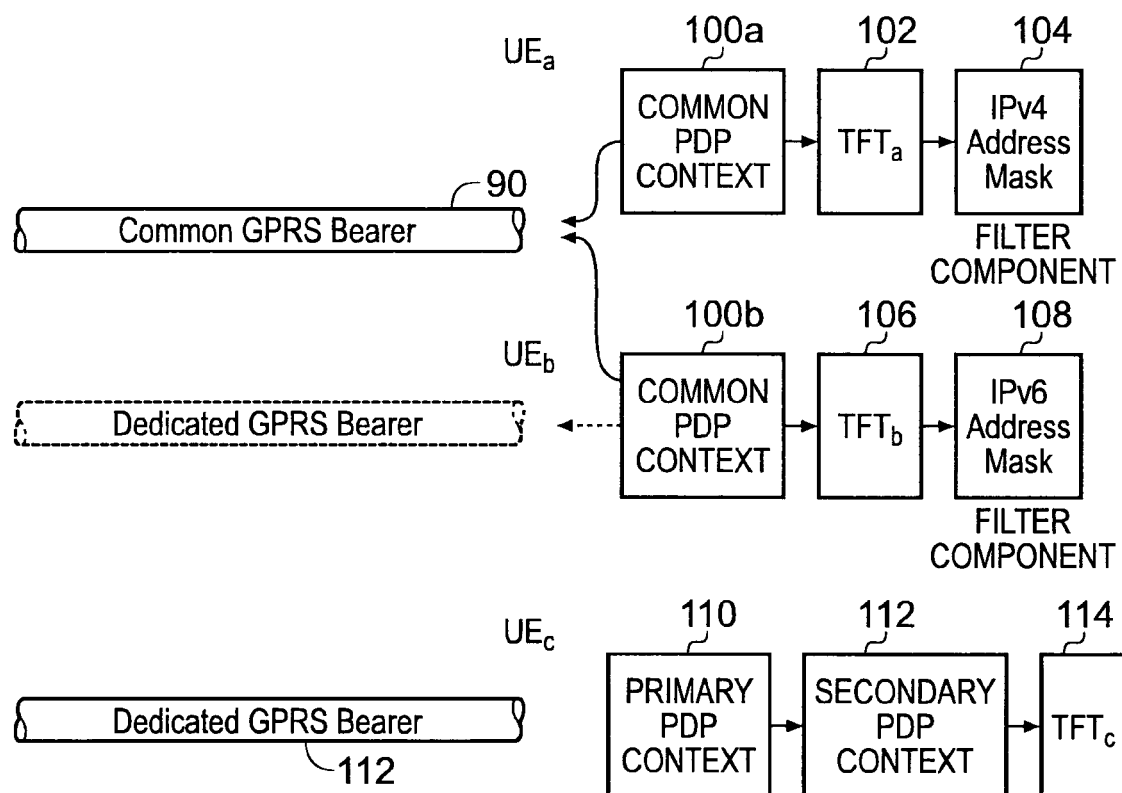 UEa
100a
102
104
COMMON
PDP
CONTEXT
TFTa
IPv4
Address
Mask
90
Common GPRS Bearer
FILTER
COMPONENT
UEb
100b
106
108
Dedicated GPRS Bearer
COMMON
PDP
CONTEXT
TFTb
IPv6
Address
Mask
FILTER
COMPONENT
UEc
110
112
114
Dedicated GPRS Bearer
112
PRIMARY
PDP
CONTEXT
SECONDARY
PDP
CONTEXT
TFTc